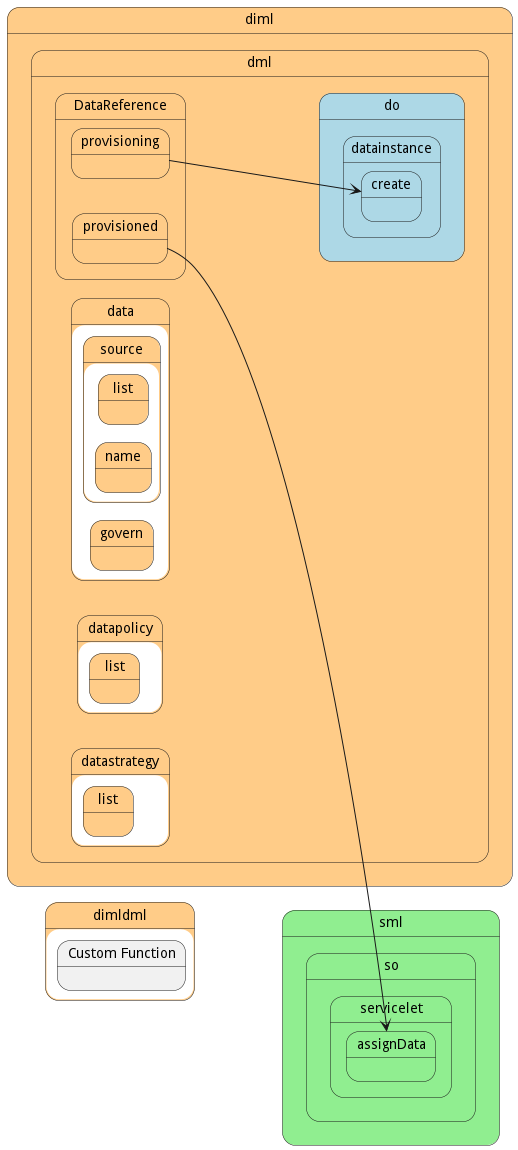 diml
dml
DataReference
provisioning
provisioned
do
datainstance
create
data
source
list
name
govern
datapolicy
list
datastrategy
list
dimldml
Custom Function
sml
so
servicelet
assignData